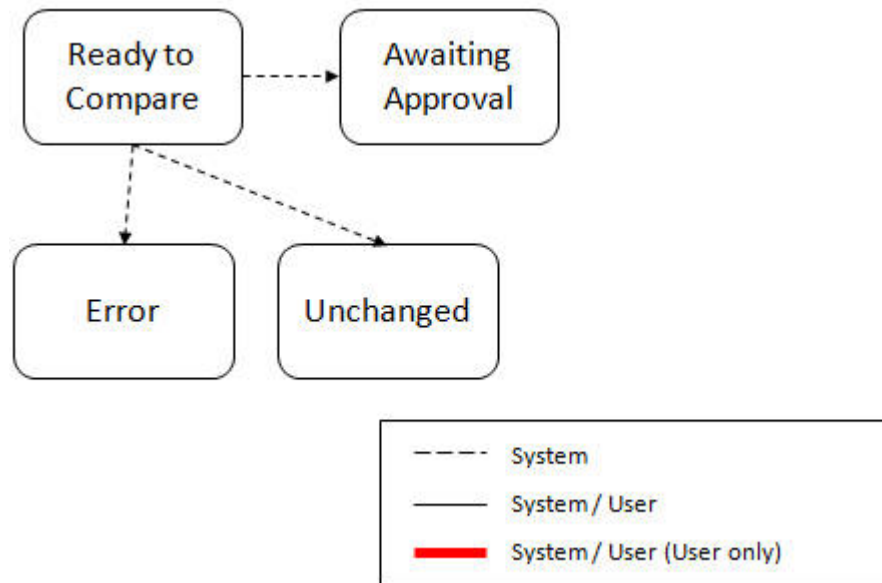 Ready to
Compare
Awaiting
Approval
Error
Unchanged
System
System / User
System / User (User only)